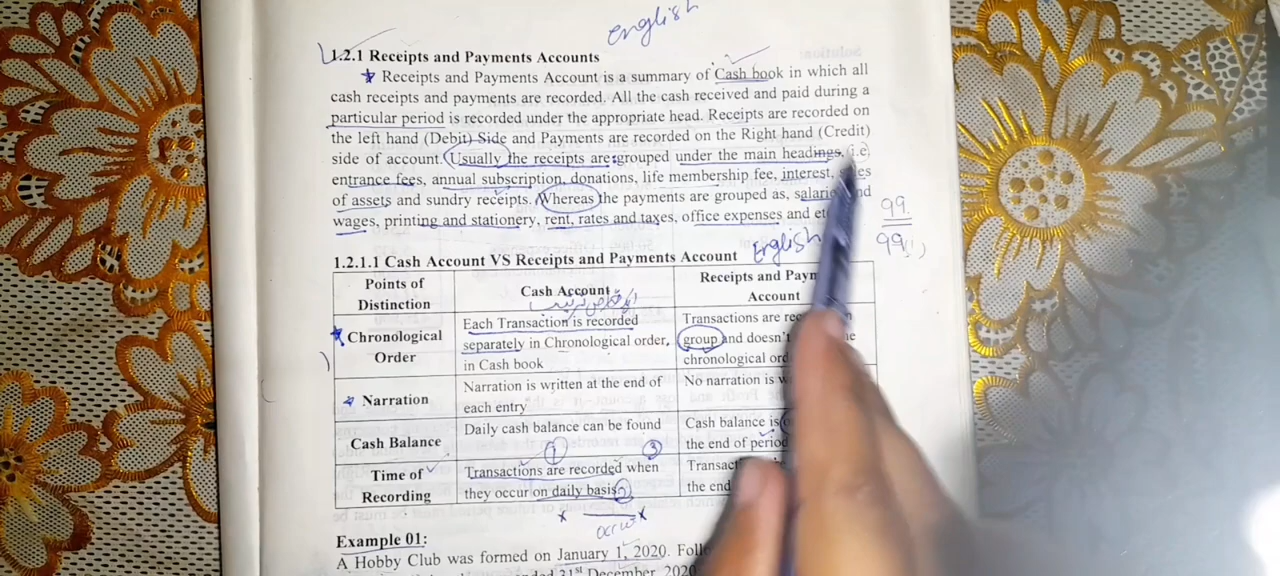 English
1.2.1 Receipts and Payments Accounts
Receipts and Payments Account is a summary of Cash book in which all
cash receipts and payments are recorded. All the cash received and paid during a
particular period is recorded under the appropriate head. Receipts are recorded on
the left hand (Debit) Side and Payments are recorded on the Right hand (Credit)
side of account. Usually the receipts are grouped under the main headings, (i.e)
entrance fees, annual subscription, donations, life membership fee, interest, sales
of assets and sundry receipts. Whereas the payments are grouped as, salaries and
wages, printing and stationery, rent, rates and taxes, office expenses and
99
99
English
1.2.1.1 Cash Account VS Receipts and Payments Account
Points of Distinction
Cash Account
Receipts and
Account
Chronological Order
Each Transaction is recorded
separately in Chronological order,
in Cash book
Transactions are
group and doesn't
chronological
Narration
Narration is written at the end of
each entry
No narration is
Cash Balance
Daily cash balance can be found
Cash balance is
the end of period
1
3
Time of Recording
Transactions are recorded when
they occur on daily basis
2
the end
occur
Example 01:
A Hobby Club was formed on January 1, 2020.
31st December, 2020